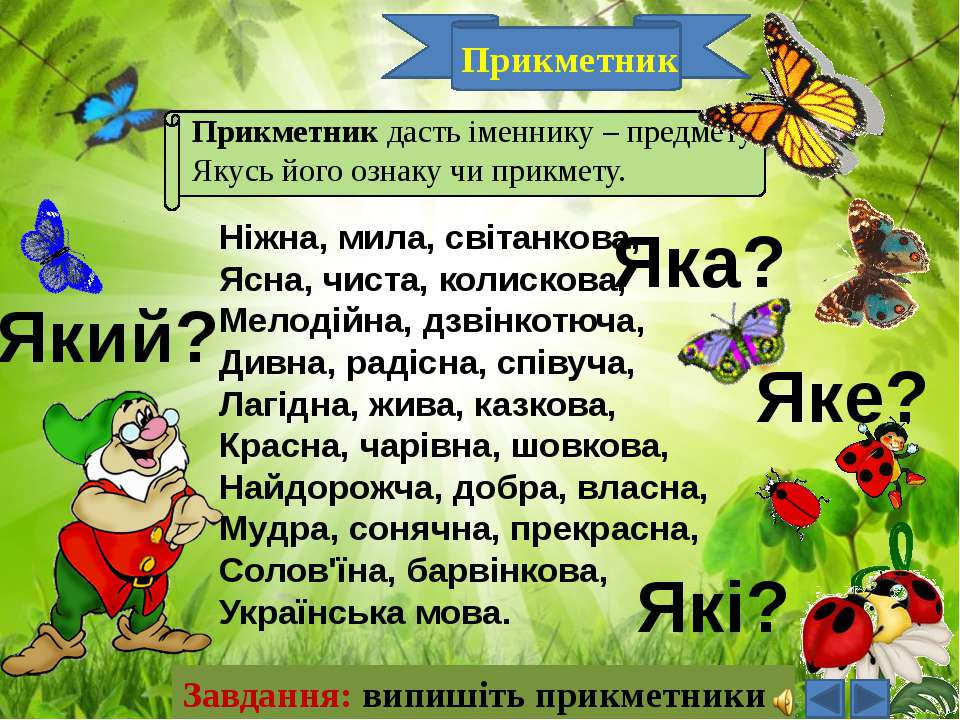 Прикметник
Прикметник дасть іменнику – предмету
Якусь його ознаку чи прикмету.
Ніжна, мила, світанкова,
Ясна, чиста, колискова,
Мелодійна, дзвінкотюча,
Дивна, радісна, співуча,
Лагідна, жива, казкова,
Красна, чарівна, шовкова,
Найдорожча, добра, власна,
Мудра, сонячна, прекрасна,
Солов'їна, барвінкова,
Українська мова.
Який?
Яка?
Яке?
Які?
Завдання: випишіть прикметники